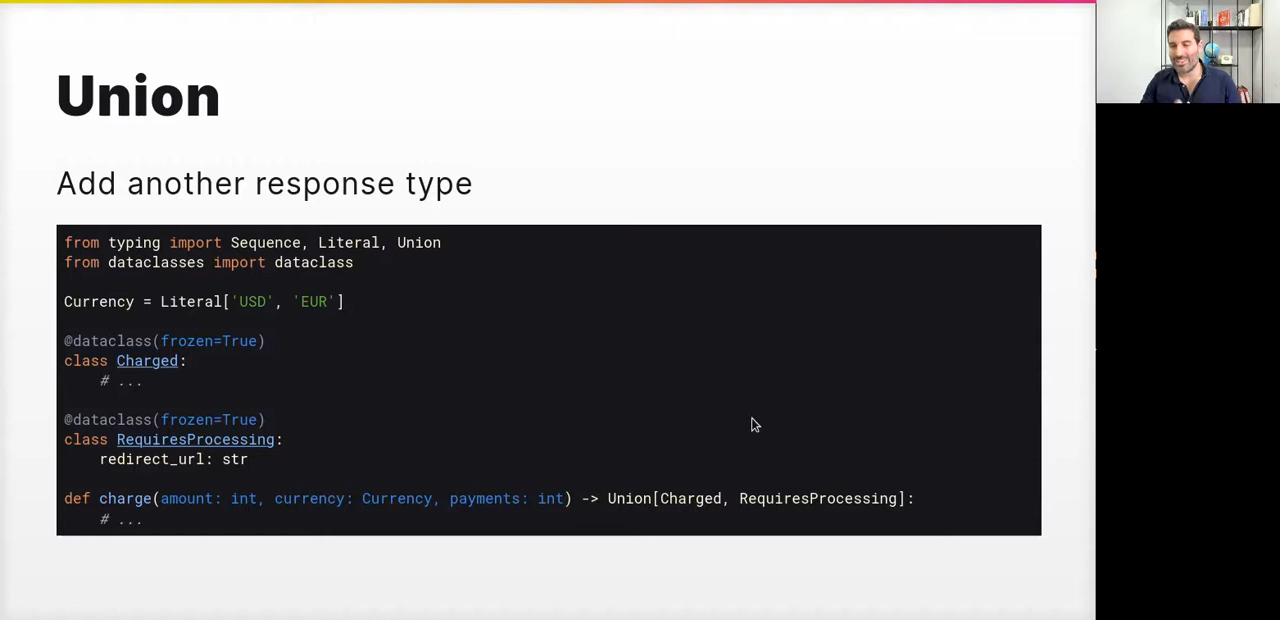 Union
Add another response type
from typing import Sequence, Literal, Union
from dataclasses import dataclass
Currency = Literal['USD', 'EUR']
@dataclass(frozen=True)
class Charged:
# ...
@dataclass(frozen=True)
class RequiresProcessing:
redirect_url: str
def charge(amount: int, currency: Currency, payments: int) -> Union[Charged, RequiresProcessing]:
# ...